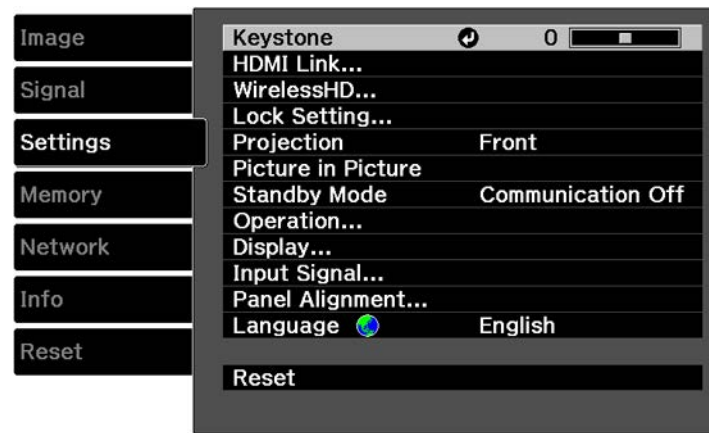 Image
Signal
Settings
Memory
Network
Info
Reset
Keystone 0
HDMI Link...
WirelessHD...
Lock Setting...
Projection Front
Picture in Picture
Standby Mode Communication Off
Operation...
Display...
Input Signal...
Panel Alignment...
Language English
Reset